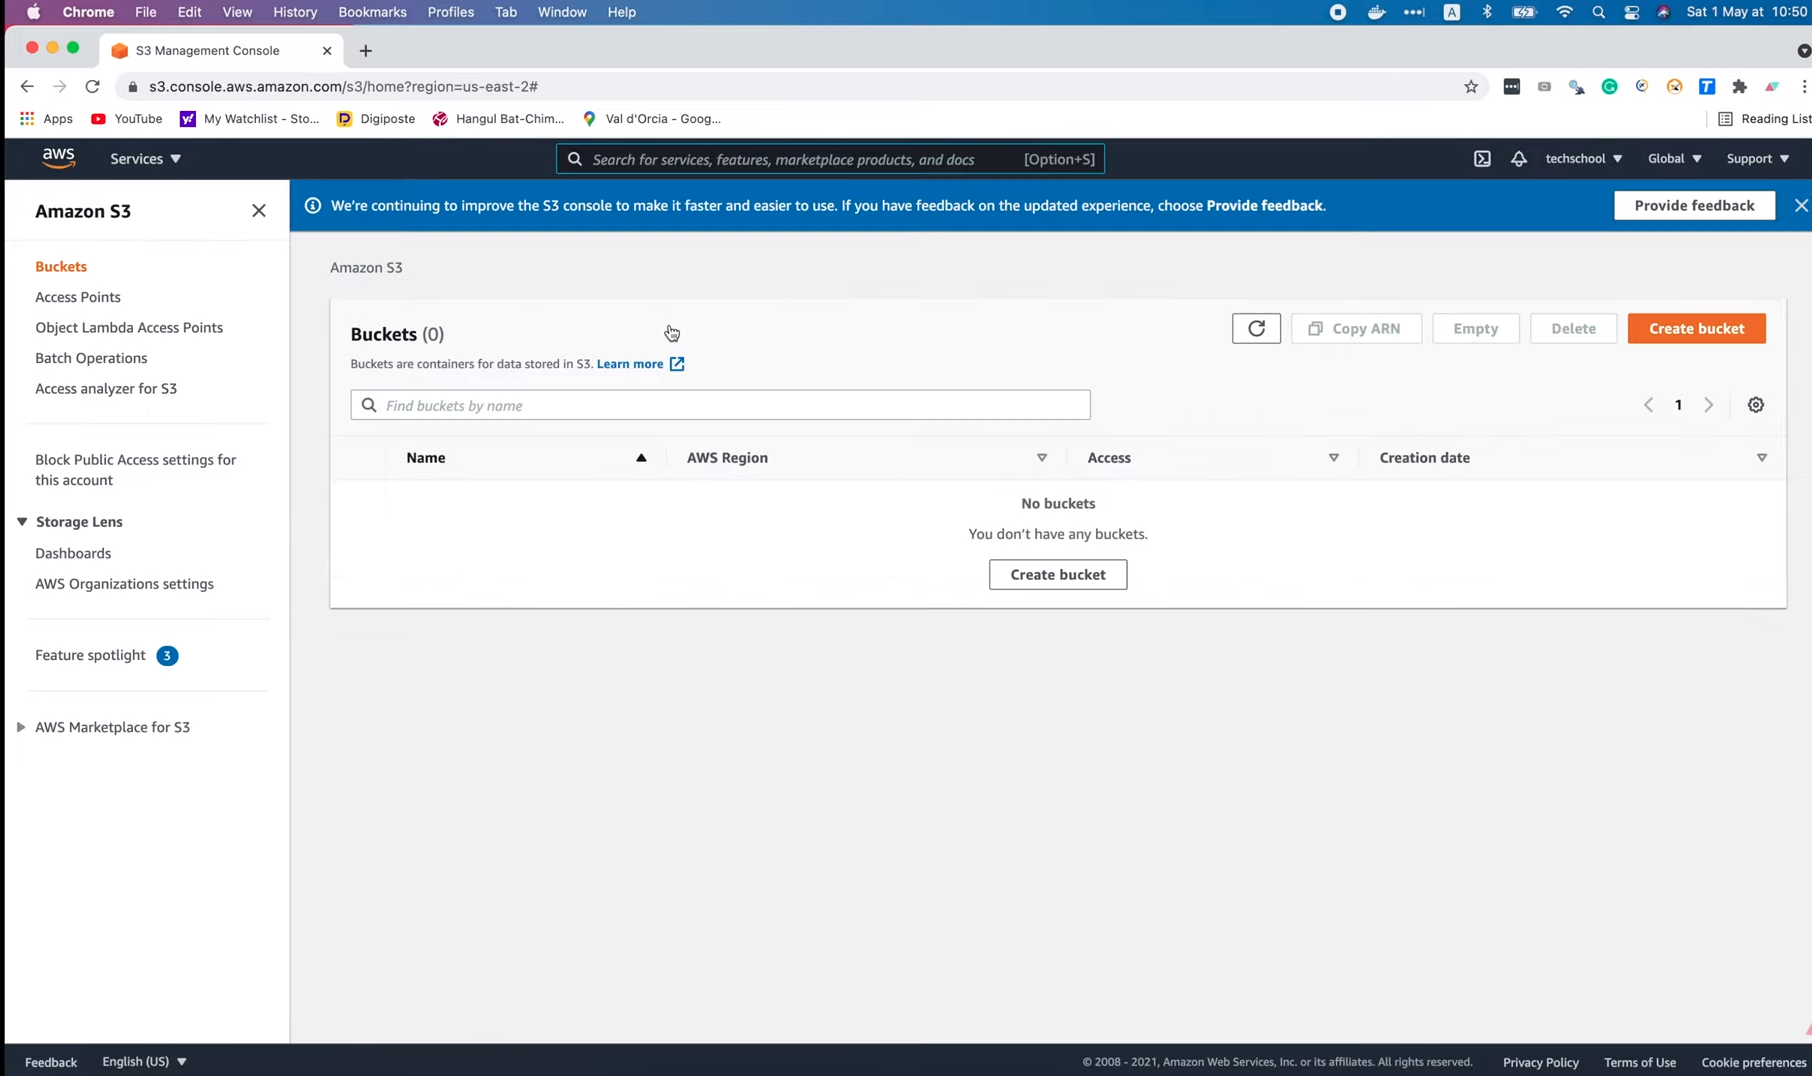 Chrome File Edit View History Bookmarks Profiles Tab Window Help A Sat 1 May at 10:50
S3 Management Console
s3.console.aws.amazon.com/s3/home?region=us-east-2#
Apps YouTube My Watchlist - Sto... Digiposte Hangul Bat-Chim... Val d'Orcia - Goog... Reading List
aws Services Search for services, features, marketplace products, and docs [Option+S] techschool Global Support
Amazon S3
We're continuing to improve the S3 console to make it faster and easier to use. If you have feedback on the updated experience, choose Provide feedback. Provide feedback
Buckets
Access Points
Object Lambda Access Points
Batch Operations
Access analyzer for S3
Block Public Access settings for
this account
Storage Lens
Dashboards
AWS Organizations settings
Feature spotlight 3
AWS Marketplace for S3
Amazon S3
Buckets (0) Copy ARN Empty Delete Create bucket
Buckets are containers for data stored in S3. Learn more
Find buckets by name 1
Name AWS Region Access Creation date
No buckets
You don't have any buckets.
Create bucket
Feedback English (US) © 2008 - 2021, Amazon Web Services, Inc. or its affiliates. All rights reserved. Privacy Policy Terms of Use Cookie preferences